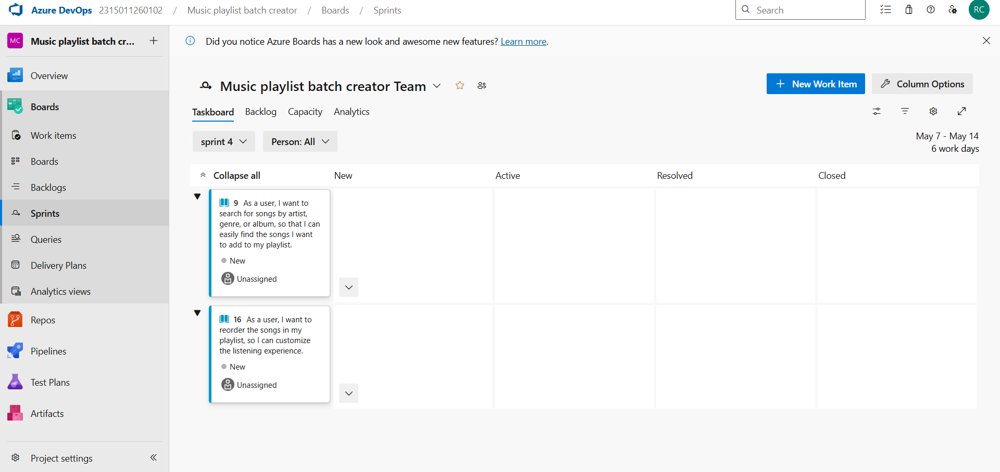 Azure DevOps 2315011260102 / Music playlist batch creator / Boards / Sprints
Search
RC
MC Music playlist batch cr...
Did you notice Azure Boards has a new look and awesome new features? Learn more.
Overview
Boards
Work items
Boards
Backlogs
Sprints
Queries
Delivery Plans
Analytics views
Repos
Pipelines
Test Plans
Artifacts
Project settings
Music playlist batch creator Team
New Work Item
Column Options
Taskboard Backlog Capacity Analytics
sprint 4
Person: All
May 7 - May 14
6 work days
Collapse all New Active Resolved Closed
9 As a user, I want to
search for songs by artist,
genre, or album, so that I can
easily find the songs I want
to add to my playlist.
New
Unassigned
16 As a user, I want to
reorder the songs in my
playlist, so I can customize
the listening experience.
New
Unassigned